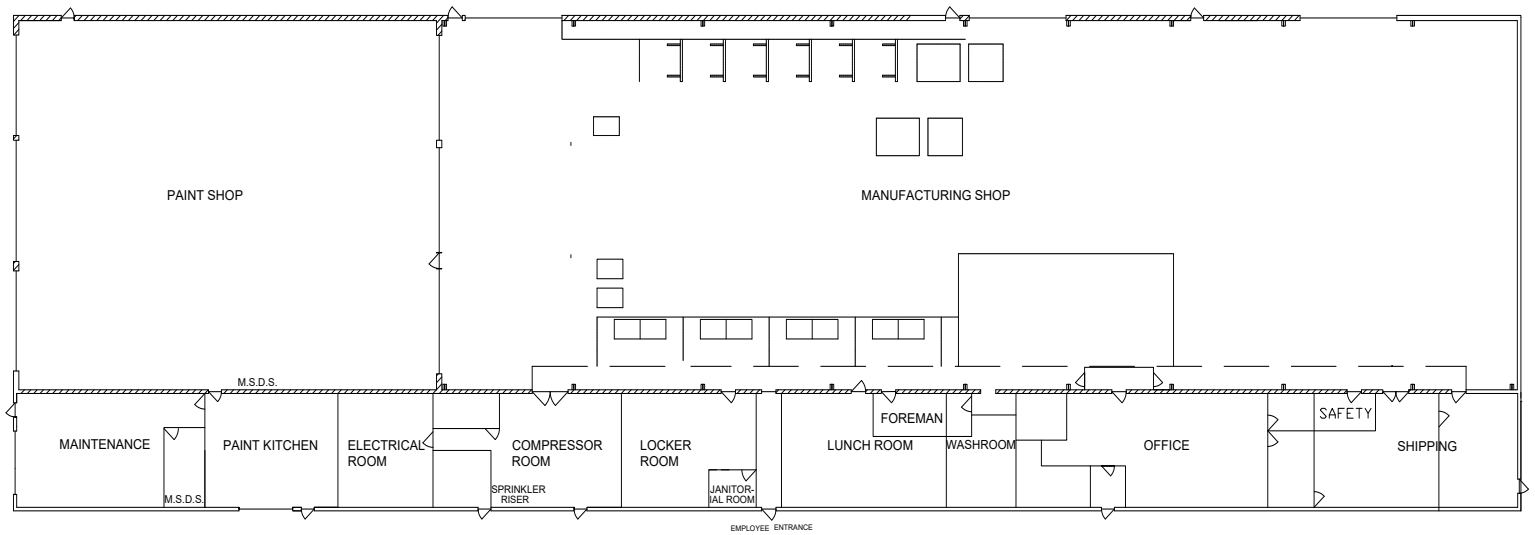 PAINT SHOP
MANUFACTURING SHOP
M.S.D.S.
MAINTENANCE
M.S.D.S.
PAINT KITCHEN
ELECTRICAL
ROOM
COMPRESSOR
ROOM
SPRINKLER
RISER
LOCKER
ROOM
JANITOR-
IAL ROOM
EMPLOYEE ENTRANCE
LUNCH ROOM
FOREMAN
WASHROOM
OFFICE
SAFETY
SHIPPING